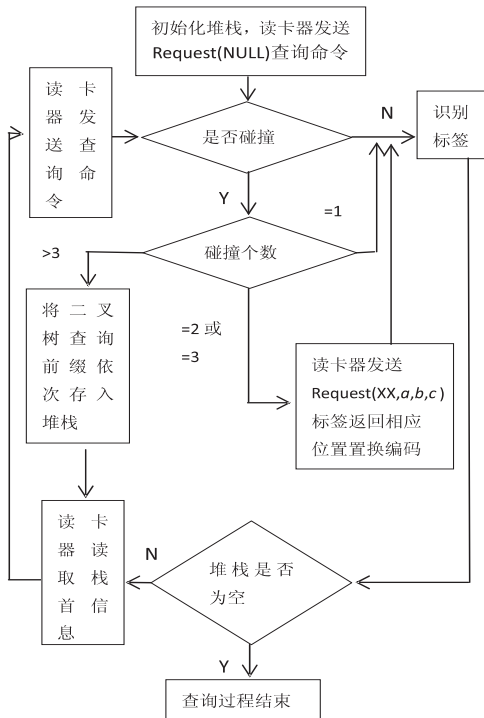 初始化堆栈，读卡器发送
Request(NULL)查询命令
读卡
器发
送查
询命
令
是否碰撞
N
识别
标签
Y
=1
碰撞个数
>3
=2 或
=3
将二叉
树查询
前缀依
次存入
堆栈
读卡器发送
Request(XX,a,b,c)
标签返回相应
位置置换编码
读卡
器读
取栈
首信
息
N
堆栈是否
为空
Y
查询过程结束